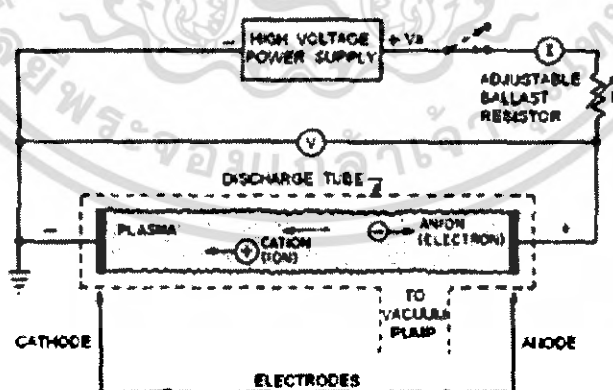 − HIGH VOLTAGE
POWER SUPPLY + Va
I
ADJUSTABLE
BALLAST
RESISTOR
V
DISCHARGE TUBE
− PLASMA − ANION
(ELECTRON) +
+ CATION
(ION)
TO
VACUUM
PUMP
CATHODE ANODE
ELECTRODES